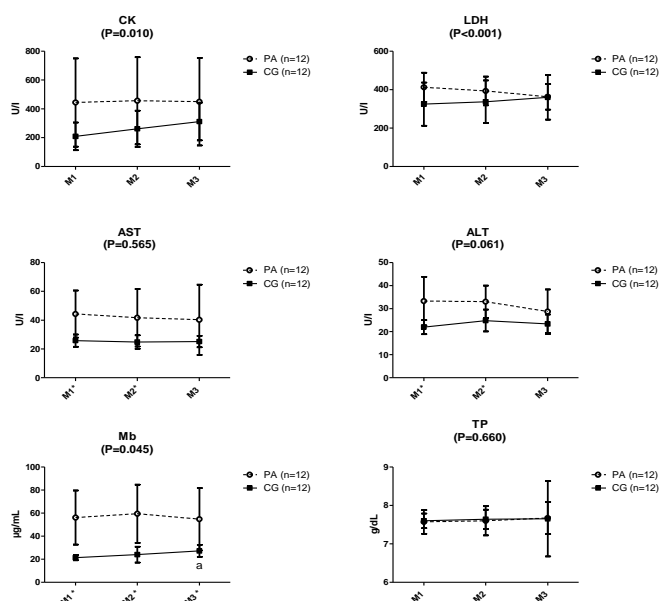 CK
(P=0.010)
800
600
400
200
0
U/l
M1
M2
M3
PA (n=12)
CG (n=12)
LDH
(P<0.001)
600
400
200
0
U/l
M1
M2
M3
PA (n=12)
CG (n=12)
AST
(P=0.565)
80
60
40
20
0
U/l
M1*
M2*
M3
PA (n=12)
CG (n=12)
ALT
(P=0.061)
50
40
30
20
10
0
U/l
M1*
M2*
M3
PA (n=12)
CG (n=12)
Mb
(P=0.045)
100
80
60
40
20
0
µg/mL
a
M1*
M2*
M3*
PA (n=12)
CG (n=12)
TP
(P=0.660)
9
8
7
6
g/dL
M1
M2
M3
PA (n=12)
CG (n=12)